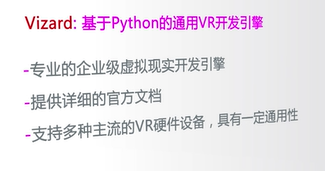 Vizard: 基于Python的通用VR开发引擎
-专业的企业级虚拟现实开发引擎
-提供详细的官方文档
-支持多种主流的VR硬件设备，具有一定通用性